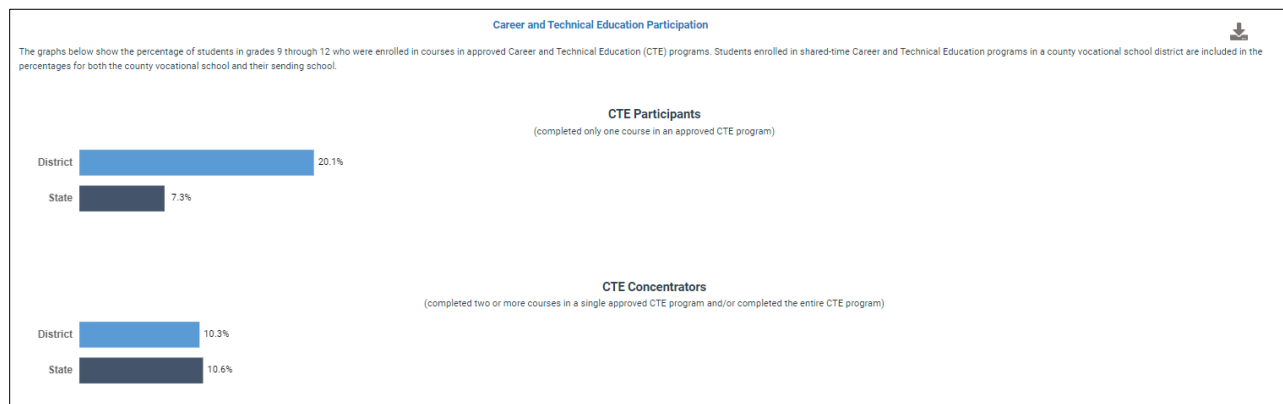 Career and Technical Education Participation
The graphs below show the percentage of students in grades 9 through 12 who were enrolled in courses in approved Career and Technical Education (CTE) programs. Students enrolled in shared-time Career and Technical Education programs in a county vocational school district are included in the
percentages for both the county vocational school and their sending school.
CTE Participants
(completed only one course in an approved CTE program)
District 20.1%
State 7.3%
CTE Concentrators
(completed two or more courses in a single approved CTE program and/or completed the entire CTE program)
District 10.3%
State 10.6%